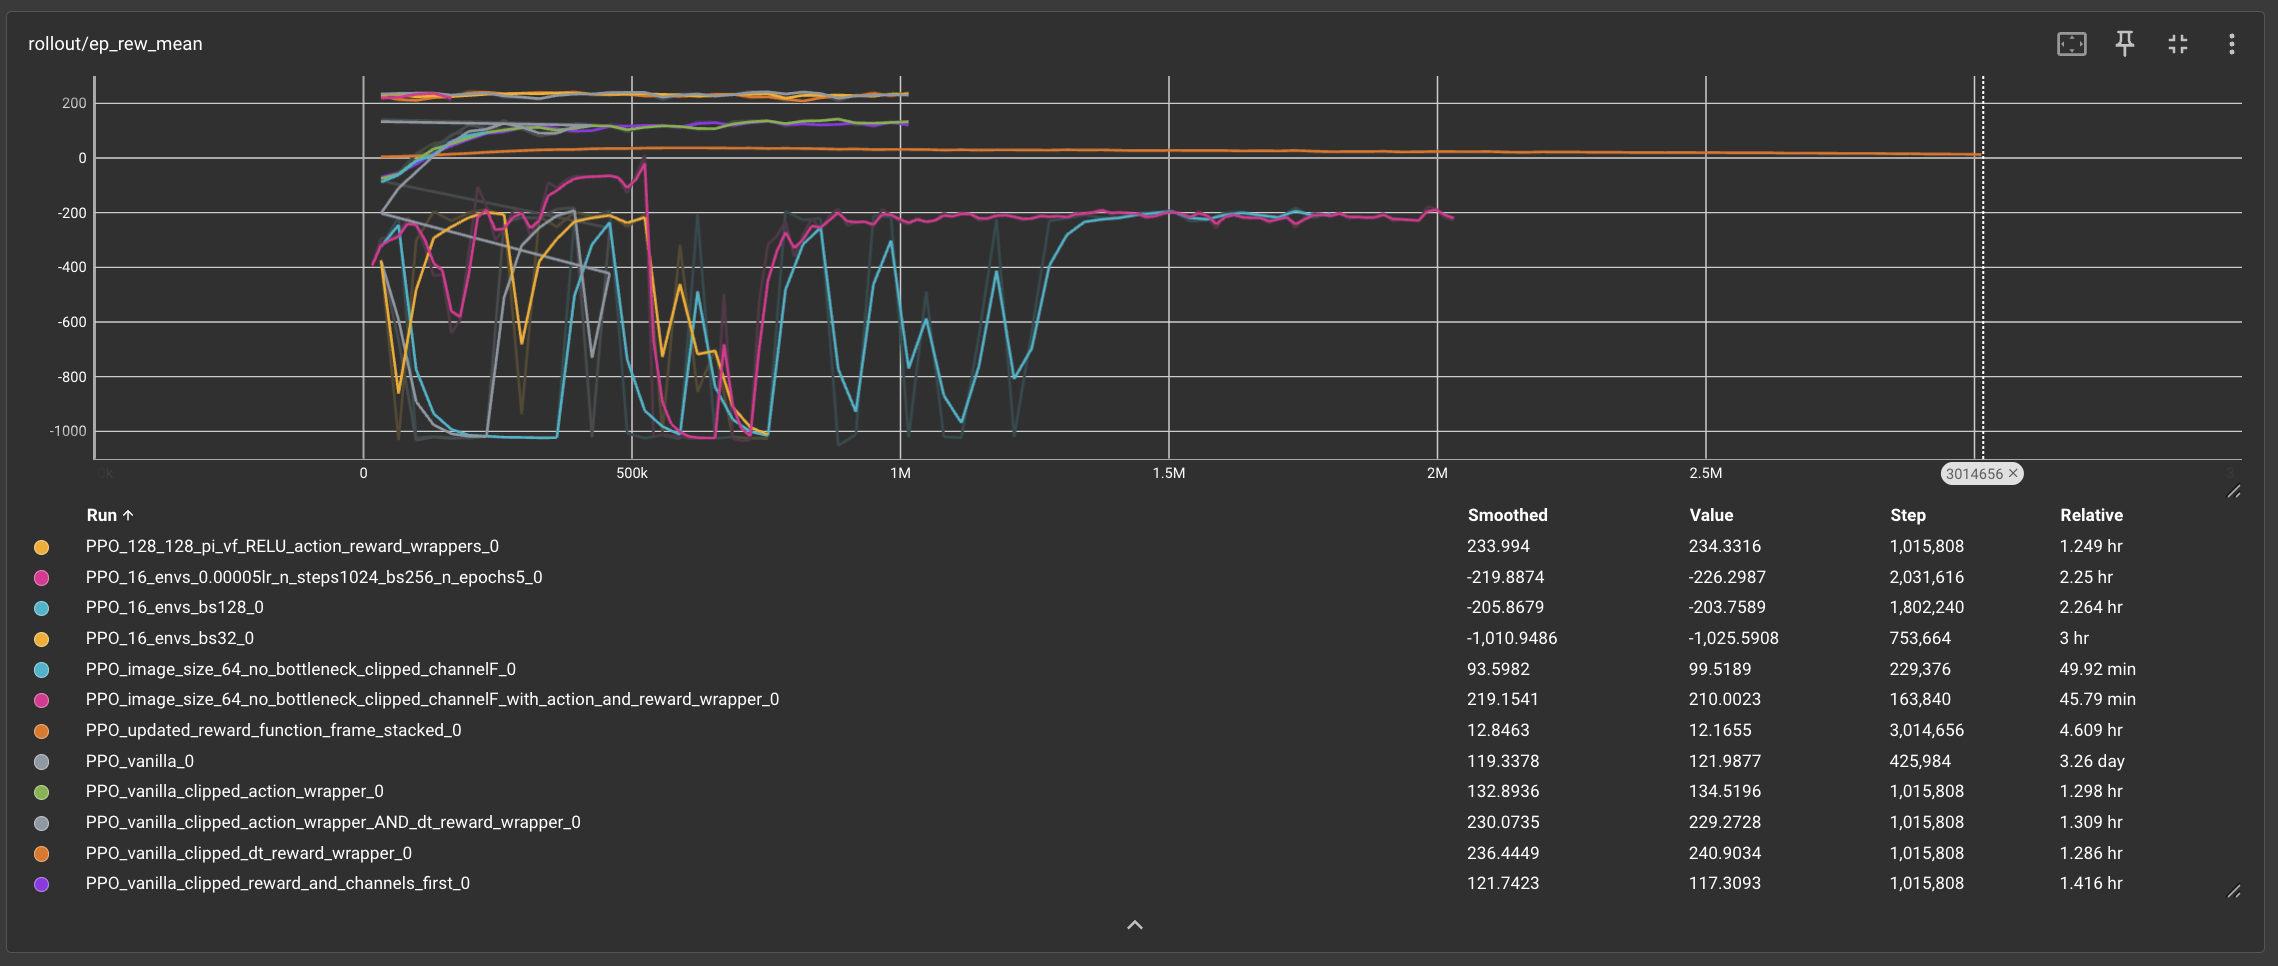 rollout/ep_rew_mean
200
0
-200
-400
-600
-800
-1000
0 500k 1M 1.5M 2M 2.5M 3014656 ×
Run ↑ Smoothed Value Step Relative
PPO_128_128_pi_vf_RELU_action_reward_wrappers_0 233.994 234.3316 1,015,808 1.249 hr
PPO_16_envs_0.00005lr_n_steps1024_bs256_n_epochs5_0 -219.8874 -226.2987 2,031,616 2.25 hr
PPO_16_envs_bs128_0 -205.8679 -203.7589 1,802,240 2.264 hr
PPO_16_envs_bs32_0 -1,010.9486 -1,025.5908 753,664 3 hr
PPO_image_size_64_no_bottleneck_clipped_channelF_0 93.5982 99.5189 229,376 49.92 min
PPO_image_size_64_no_bottleneck_clipped_channelF_with_action_and_reward_wrapper_0 219.1541 210.0023 163,840 45.79 min
PPO_updated_reward_function_frame_stacked_0 12.8463 12.1655 3,014,656 4.609 hr
PPO_vanilla_0 119.3378 121.9877 425,984 3.26 day
PPO_vanilla_clipped_action_wrapper_0 132.8936 134.5196 1,015,808 1.298 hr
PPO_vanilla_clipped_action_wrapper_AND_dt_reward_wrapper_0 230.0735 229.2728 1,015,808 1.309 hr
PPO_vanilla_clipped_dt_reward_wrapper_0 236.4449 240.9034 1,015,808 1.286 hr
PPO_vanilla_clipped_reward_and_channels_first_0 121.7423 117.3093 1,015,808 1.416 hr